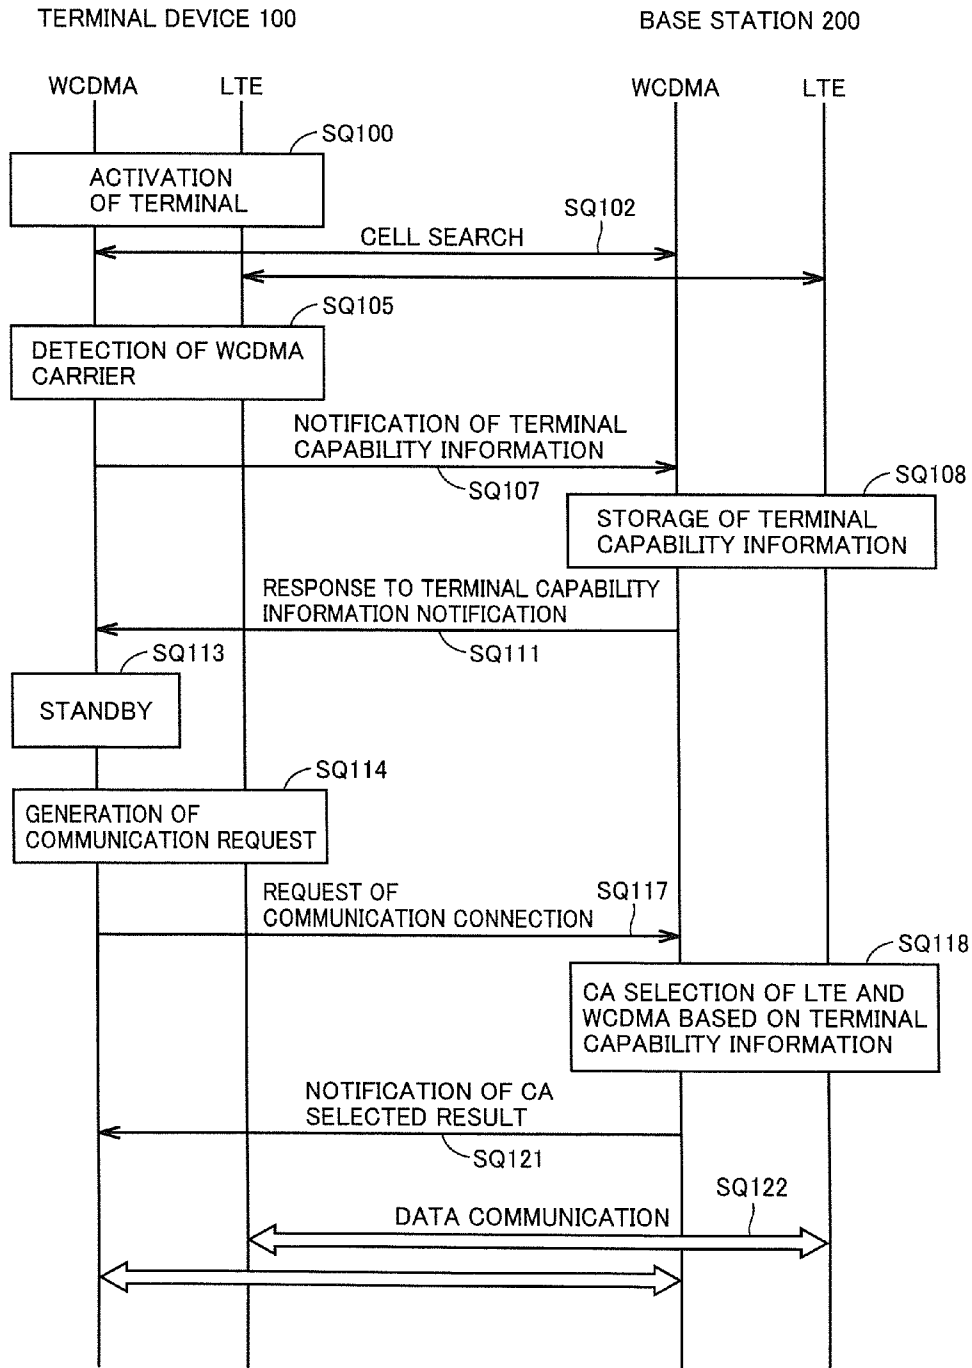 TERMINAL DEVICE 100
BASE STATION 200
WCDMA
LTE
WCDMA
LTE
SQ100
ACTIVATION
OF TERMINAL
SQ102
CELL SEARCH
SQ105
DETECTION OF WCDMA
CARRIER
NOTIFICATION OF TERMINAL
CAPABILITY INFORMATION
SQ107
SQ108
STORAGE OF TERMINAL
CAPABILITY INFORMATION
RESPONSE TO TERMINAL CAPABILITY
INFORMATION NOTIFICATION
SQ111
SQ113
STANDBY
SQ114
GENERATION OF
COMMUNICATION REQUEST
REQUEST OF
COMMUNICATION CONNECTION
SQ117
SQ118
CA SELECTION OF LTE AND
WCDMA BASED ON TERMINAL
CAPABILITY INFORMATION
NOTIFICATION OF CA
SELECTED RESULT
SQ121
SQ122
DATA COMMUNICATION